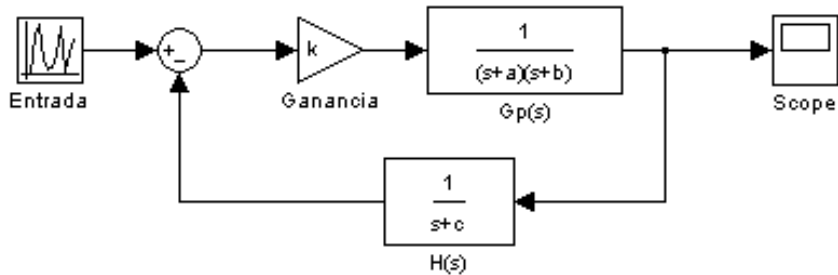 Entrada
+
-
k
Ganancia
1
(s+a)(s+b)
Gp(s)
Scope
1
s+c
H(s)